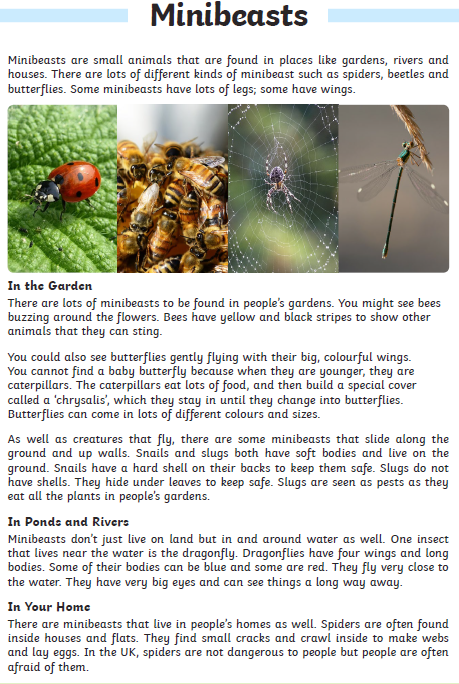 Minibeasts
Minibeasts are small animals that are found in places like gardens, rivers and
houses. There are lots of different kinds of minibeast such as spiders, beetles and
butterflies. Some minibeasts have lots of legs; some have wings.
In the Garden
There are lots of minibeasts to be found in people's gardens. You might see bees
buzzing around the flowers. Bees have yellow and black stripes to show other
animals that they can sting.
You could also see butterflies gently flying with their big, colourful wings.
You cannot find a baby butterfly because when they are younger, they are
caterpillars. The caterpillars eat lots of food, and then build a special cover
called a 'chrysalis', which they stay in until they change into butterflies.
Butterflies can come in lots of different colours and sizes.
As well as creatures that fly, there are some minibeasts that slide along the
ground and up walls. Snails and slugs both have soft bodies and live on the
ground. Snails have a hard shell on their backs to keep them safe. Slugs do not
have shells. They hide under leaves to keep safe. Slugs are seen as pests as they
eat all the plants in people's gardens.
In Ponds and Rivers
Minibeasts don't just live on land but in and around water as well. One insect
that lives near the water is the dragonfly. Dragonflies have four wings and long
bodies. Some of their bodies can be blue and some are red. They fly very close to
the water. They have very big eyes and can see things a long way away.
In Your Home
There are minibeasts that live in people's homes as well. Spiders are often found
inside houses and flats. They find small cracks and crawl inside to make webs
and lay eggs. In the UK, spiders are not dangerous to people but people are often
afraid of them.